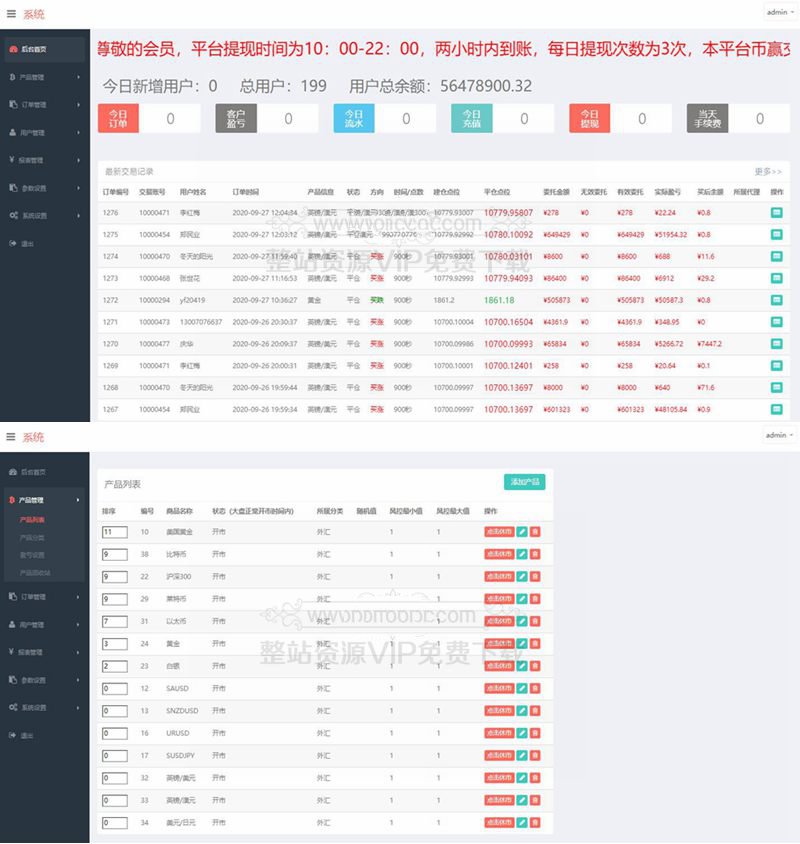 系统
admin
尊敬的会员，平台提现时间为10：00-22：00，两小时内到账，每日提现次数为3次，本平台币赢交
后台首页
产品管理
订单管理
用户管理
报表管理
参数设置
系统设置
退出
今日新增用户：0 总用户：199 用户总余额：56478900.32
今日订单 0
客户盈亏 0
今日流水 0
今日充值 0
今日提现 0
当天手续费 0
最新交易记录 更多>>
订单编号 交易账号 用户姓名 订单时间 产品信息 状态 方向 时间/点数 建仓点位 平仓点位 委托金额 无效委托 有效委托 实际盈亏 买后余额 所属代理 操作
1276 10000471 李红梅 2020-09-27 12:04:34 10779.93007 10779.95807 ¥278 ¥0 ¥278 ¥22.24 ¥0.8
1275 10000454 郑民业 2020-09-27 12:03:12 10779.92992 10780.10092 ¥649429 ¥0 ¥649429 ¥51954.32 ¥0.8
1274 10000470 冬天的阳光 2020-09-27 11:59:40 英镑/澳元 平仓 买涨 900秒 10779.93001 10780.03101 ¥8600 ¥0 ¥8600 ¥688 ¥11.6
1273 10000468 张世花 2020-09-27 11:16:53 英镑/澳元 平仓 买涨 900秒 10779.92993 10779.94093 ¥86400 ¥0 ¥86400 ¥6912 ¥29.2
1272 10000294 yf20419 2020-09-27 10:36:27 黄金 平仓 买跌 900秒 1861.2 1861.18 ¥505873 ¥0 ¥505873 ¥50587.3 ¥0.8
1271 10000473 13007076637 2020-09-26 20:30:37 英镑/澳元 平仓 买涨 900秒 10700.10004 10700.16504 ¥4361.9 ¥0 ¥4361.9 ¥348.95 ¥0
1270 10000477 庆华 2020-09-26 20:09:37 英镑/美元 平仓 买涨 900秒 10700.09986 10700.09993 ¥65834 ¥0 ¥65834 ¥5266.72 ¥7447.2
1269 10000471 李红梅 2020-09-26 20:00:31 英镑/澳元 平仓 买涨 900秒 10700.10001 10700.12401 ¥258 ¥0 ¥258 ¥20.64 ¥0.1
1268 10000470 冬天的阳光 2020-09-26 19:59:44 英镑/澳元 平仓 买涨 900秒 10700.09997 10700.13697 ¥8000 ¥0 ¥8000 ¥640 ¥71.6
1267 10000454 郑民业 2020-09-26 19:59:34 英镑/澳元 平仓 买涨 900秒 10700.09997 10700.13697 ¥601323 ¥0 ¥601323 ¥48105.84 ¥0.9
整站资源VIP免费下载
系统
admin
后台首页
产品管理
产品列表
产品分类
盈亏设置
产品回收站
订单管理
用户管理
报表管理
参数设置
系统设置
退出
产品列表 添加产品
排序 编号 商品名称 状态 (大盘正常开市时间内) 所属分类 随机值 风控最小值 风控最大值 操作
11 10 美国黄金 开市 外汇 1 1 点击休市
9 38 比特币 开市 外汇 1 1 点击休市
9 22 沪深300 开市 外汇 1 1 点击休市
9 29 莱特币 开市 外汇 1 1 点击休市
7 31 以太币 开市 外汇 1 1 点击休市
3 24 黄金 开市 外汇 1 1 点击休市
2 23 白银 开市 外汇 1 1 点击休市
0 12 SAUSD 开市 外汇 1 1 点击休市
0 13 SNZDUSD 开市 外汇 1 1 点击休市
0 16 URUSD 开市 外汇 1 1 点击休市
0 17 SUSDJPY 开市 外汇 1 1 点击休市
0 32 英镑/美元 开市 外汇 1 1 点击休市
0 33 英镑/澳元 开市 外汇 1 1 点击休市
0 34 美元/日元 开市 外汇 1 1 点击休市
整站资源VIP免费下载